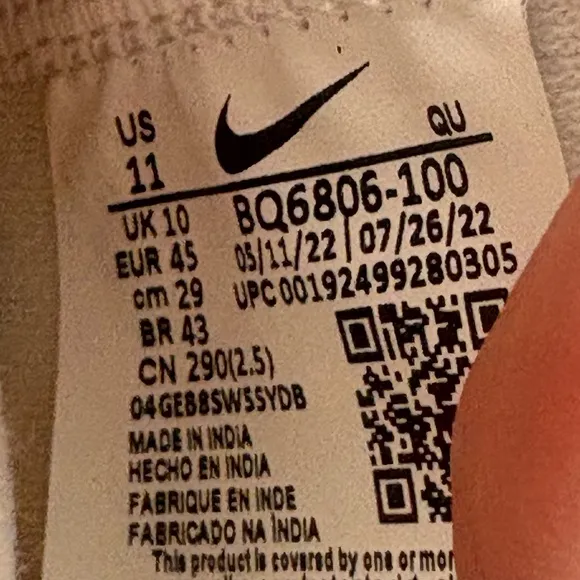 US
11
QU
UK 10
BQ6806-100
EUR 45
05/11/22 | 07/26/22
cm 29
UPC 00192499280305
BR 43
CN 290(2.5)
04GEB8SW5SYDB
MADE IN INDIA
HECHO EN INDIA
FABRIQUE EN INDE
FABRICADO NA ÍNDIA
This product is covered by one or mor